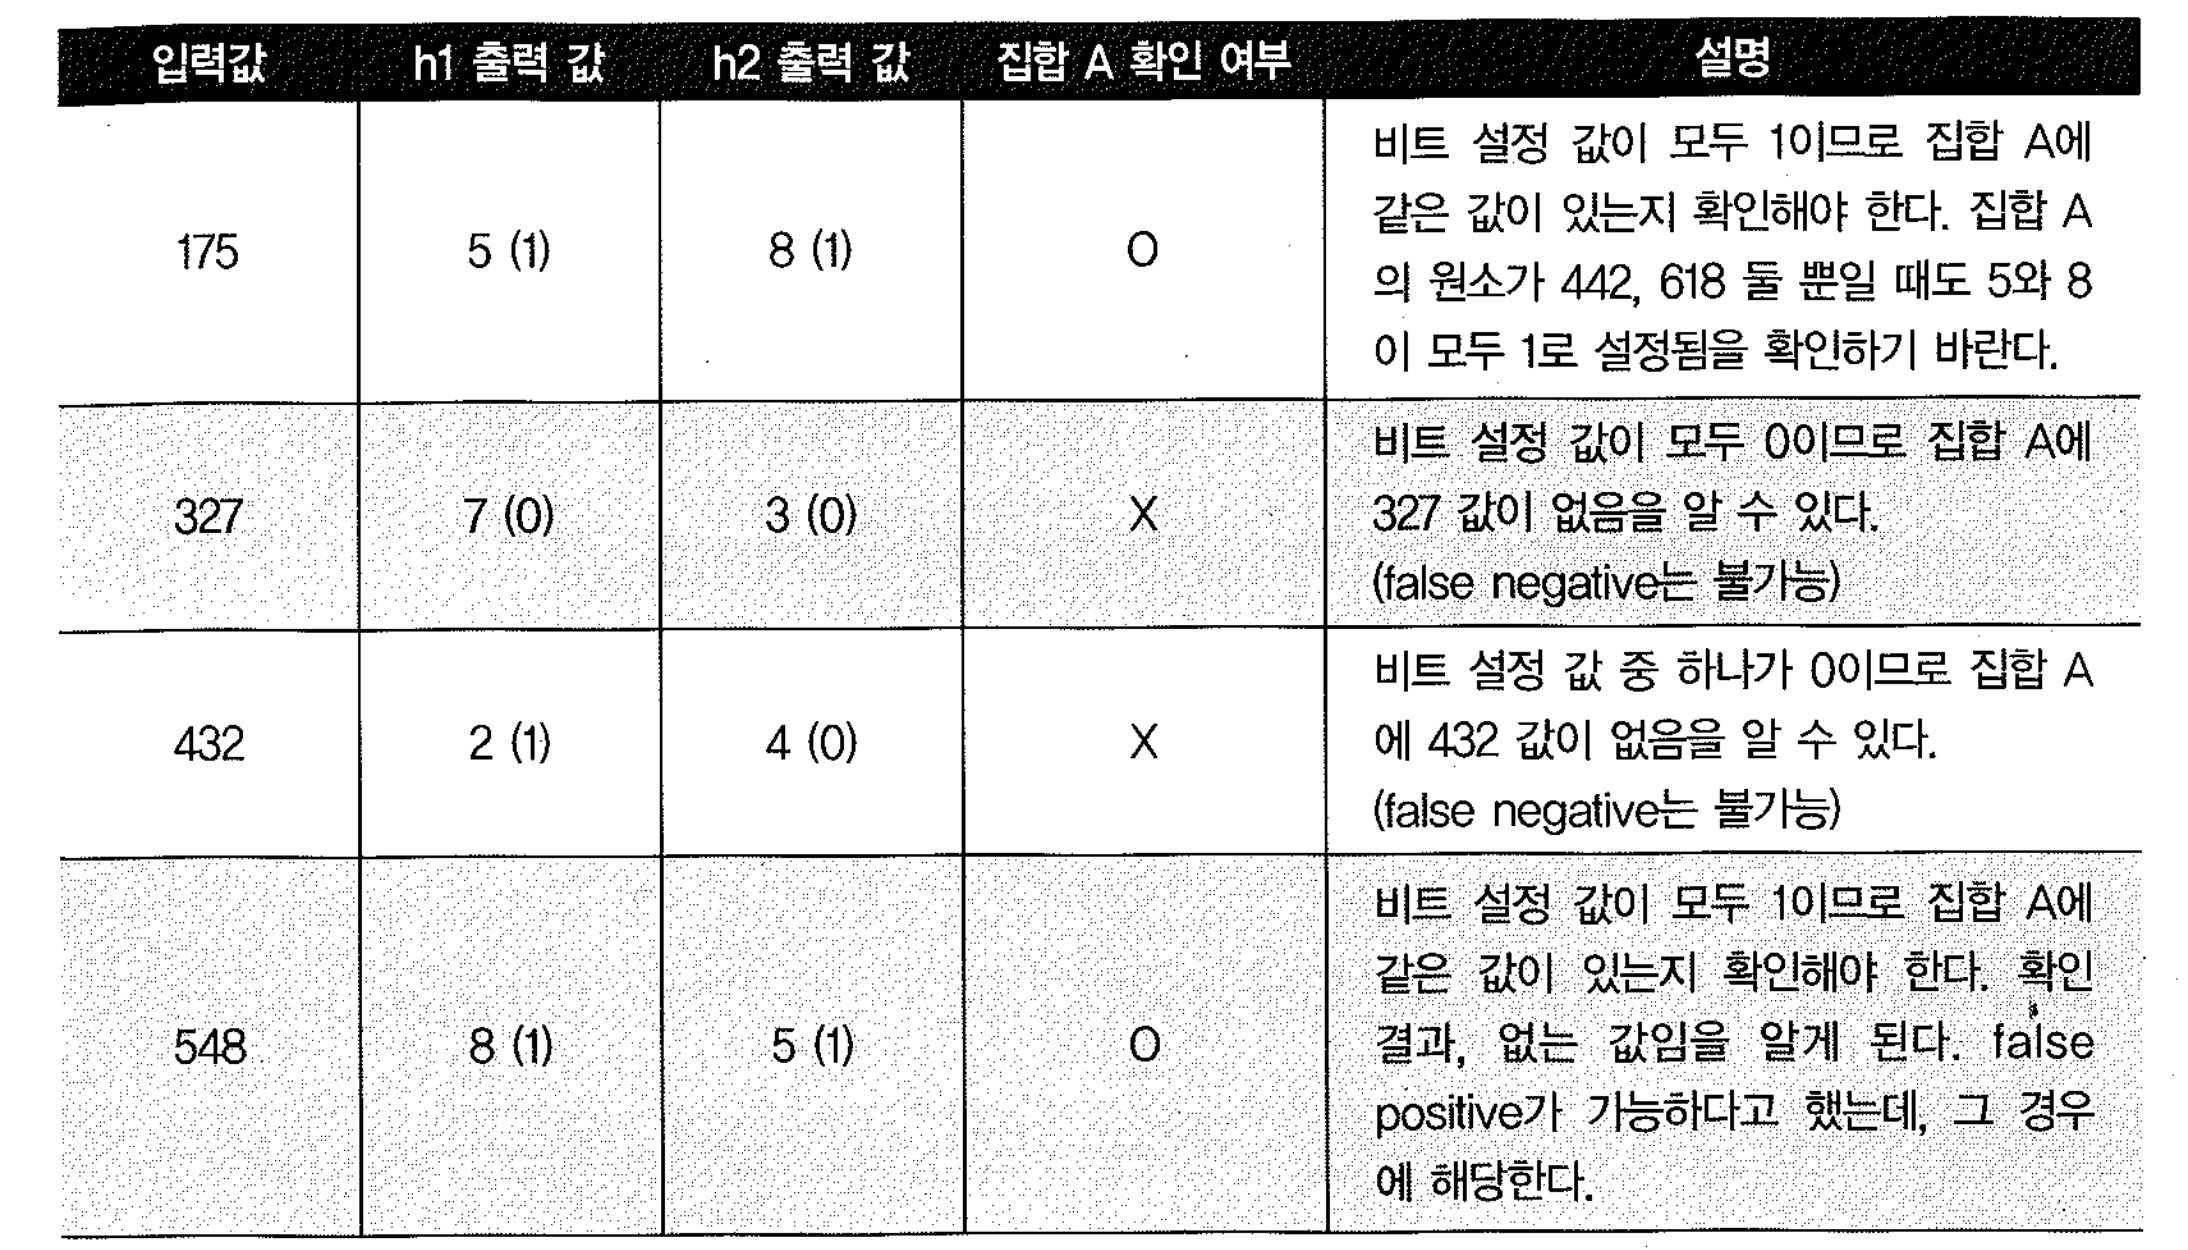 입력값 h1 출력 값 h2 출력 값 집합 A 확인 여부 설명
175 5 (1) 8 (1) O
비트 설정 값이 모두 1이므로 집합 A에
같은 값이 있는지 확인해야 한다. 집합 A
의 원소가 442, 618 둘 뿐일 때도 5와 8
이 모두 1로 설정됨을 확인하기 바란다.
327 7 (0) 3 (0) X
비트 설정 값이 모두 0이므로 집합 A에
327 값이 없음을 알 수 있다.
(false negative는 불가능)
432 2 (1) 4 (0) X
비트 설정 값 중 하나가 0이므로 집합 A
에 432 값이 없음을 알 수 있다.
(false negative는 불가능)
548 8 (1) 5 (1) O
비트 설정 값이 모두 1이므로 집합 A에
같은 값이 있는지 확인해야 한다. 확인
결과, 없는 값임을 알게 된다. false
positive가 가능하다고 했는데, 그 경우
에 해당한다.